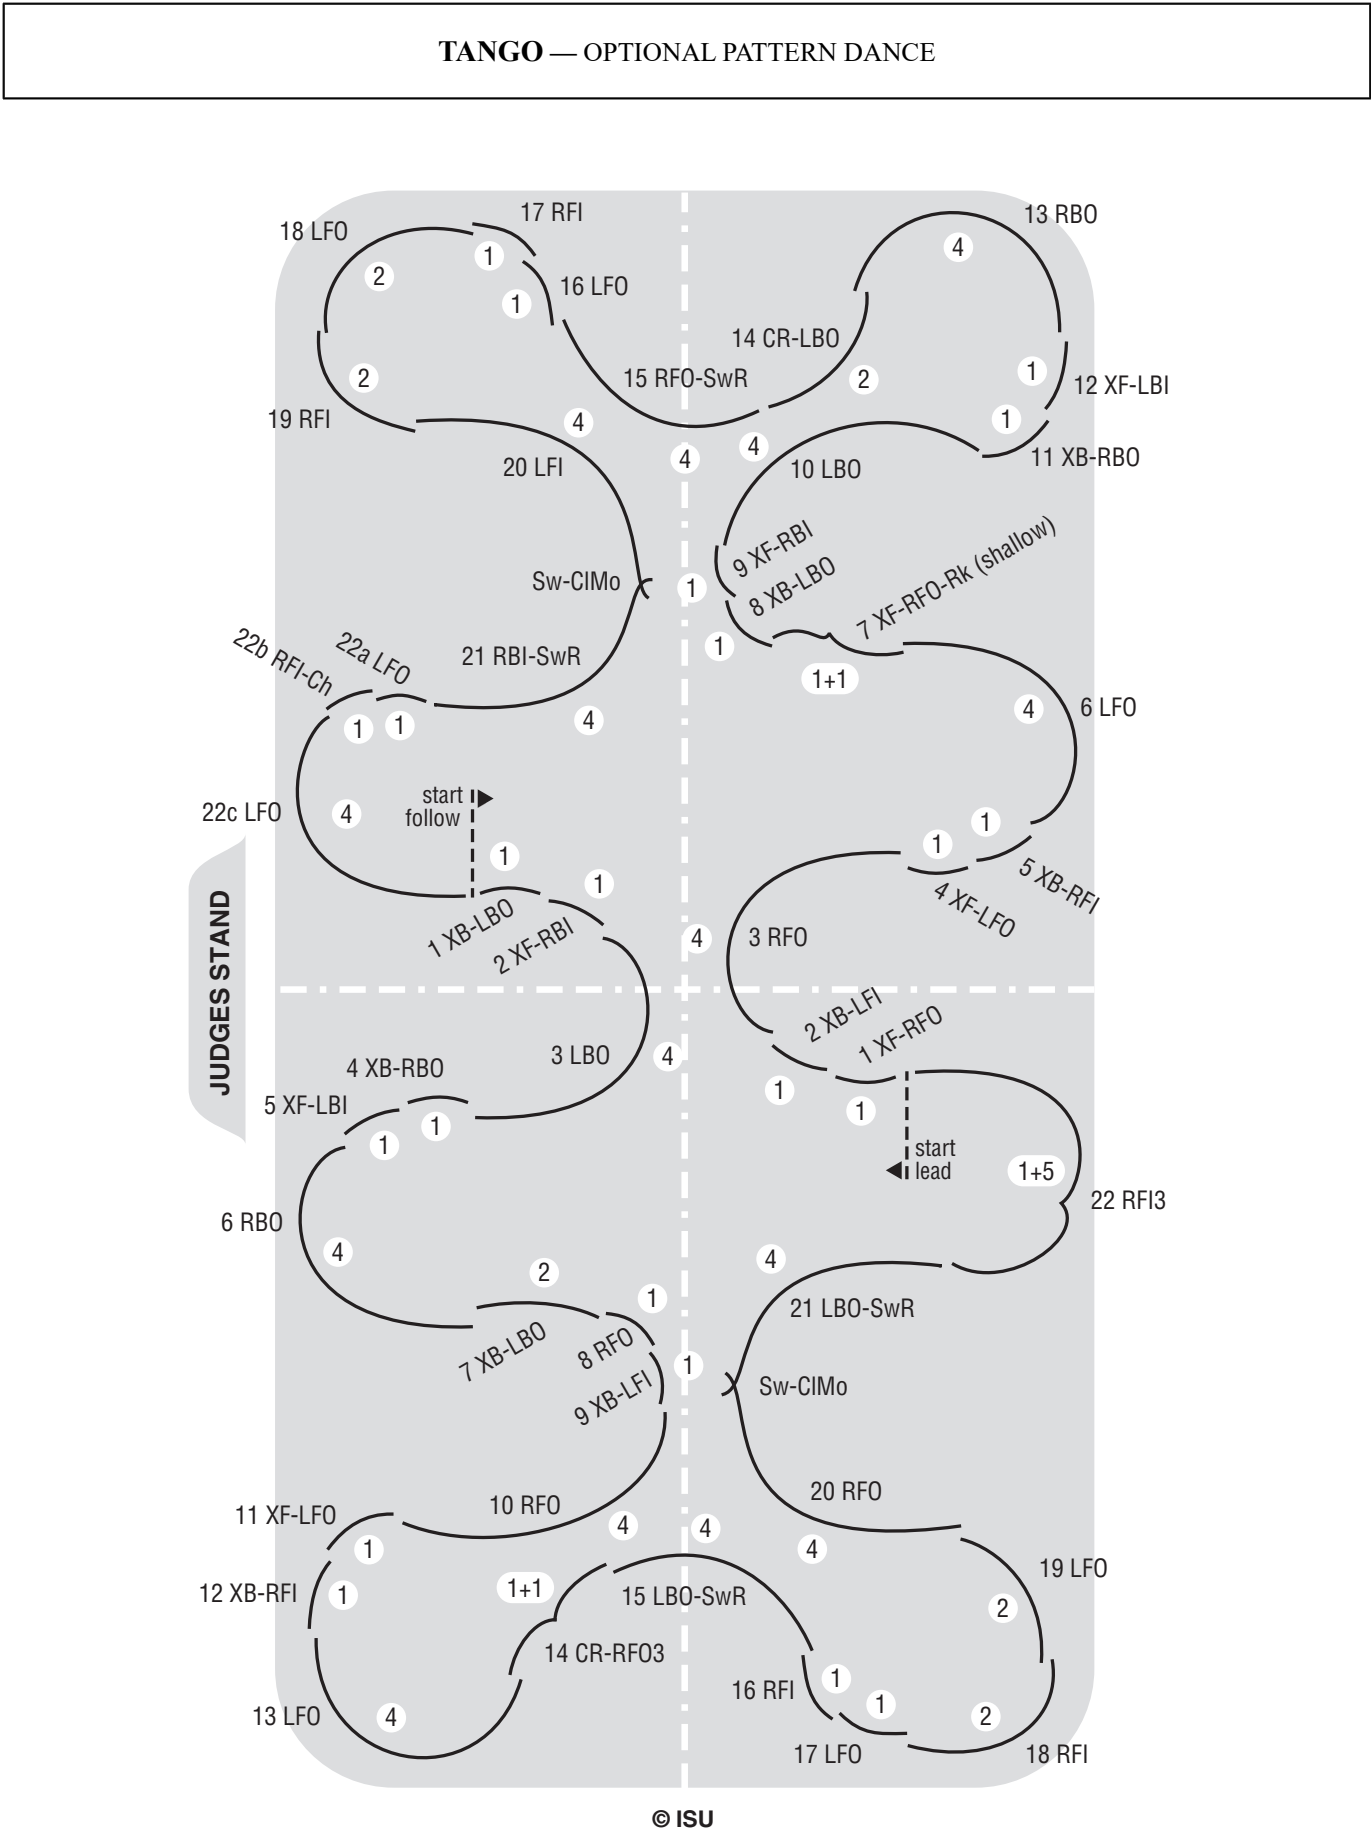 TANGO — OPTIONAL PATTERN DANCE
17 RFI
13 RBO
18 LFO
4
1
2
16 LFO
1
14 CR-LBO
1
12 XF-LBI
2
15 RFO-SwR
2
19 RFI
4
1
4
4
11 XB-RBO
20 LFI
10 LBO
9 XF-RBI
Sw-ClMo
1
8 XB-LBO
7 XF-RFO-Rk (shallow)
22b RFI-Ch
22a LFO
21 RBI-SwR
1
1+1
1
1
4
4
6 LFO
22c LFO
4
start
follow
1
1
1
1
4 XF-LFO
5 XB-RFI
1 XB-LBO
2 XF-RBI
4
3 RFO
JUDGES STAND
2 XB-LFI
1 XF-RFO
3 LBO
4
4 XB-RBO
5 XF-LBI
1
1
1
1
start
lead
1+5
22 RFI3
6 RBO
4
2
1
4
21 LBO-SwR
7 XB-LBO
8 RFO
9 XB-LFI
1
Sw-ClMo
11 XF-LFO
10 RFO
20 RFO
4
4
4
1
12 XB-RFI
1
1+1
15 LBO-SwR
19 LFO
2
14 CR-RFO3
13 LFO
4
16 RFI
1
1
2
17 LFO
18 RFI
© ISU